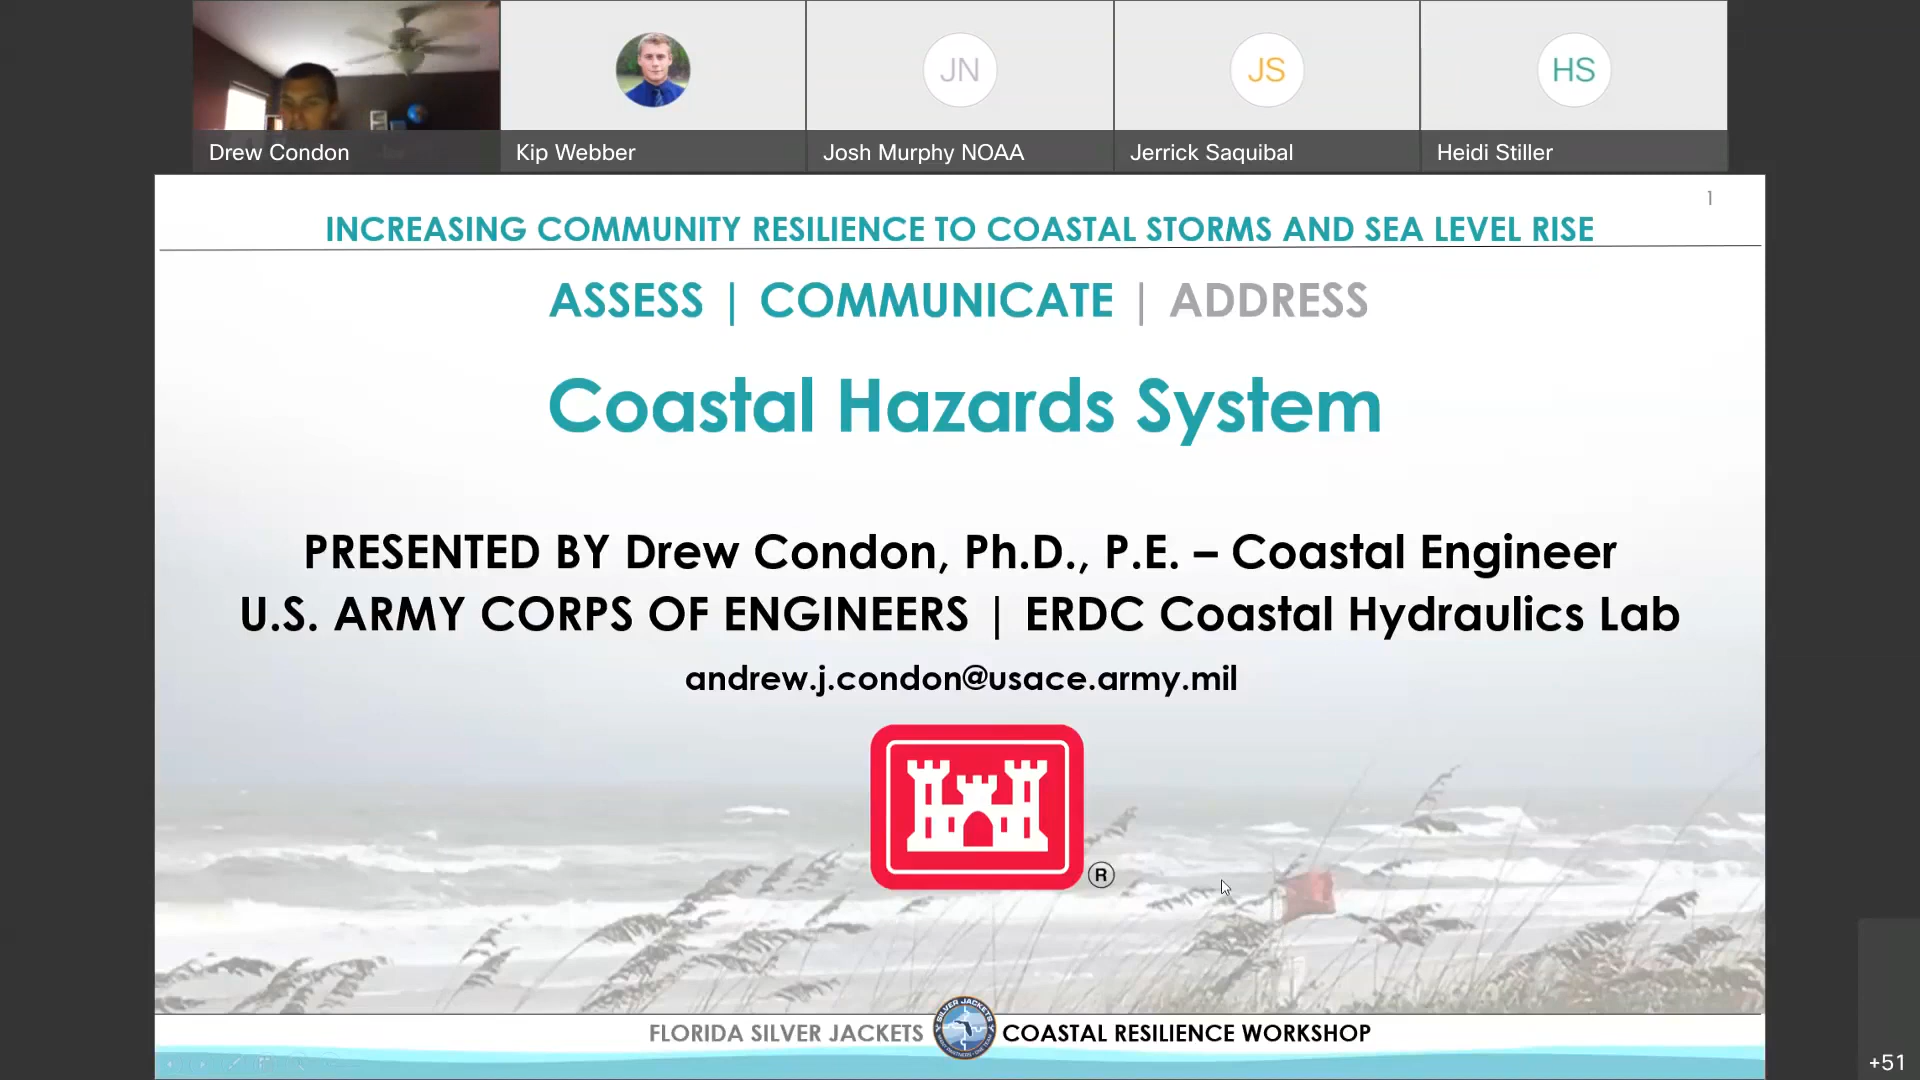 JN
JS
HS
Drew Condon
Kip Webber
Josh Murphy NOAA
Jerrick Saquibal
Heidi Stiller
1
INCREASING COMMUNITY RESILIENCE TO COASTAL STORMS AND SEA LEVEL RISE
ASSESS | COMMUNICATE | ADDRESS
Coastal Hazards System
PRESENTED BY Drew Condon, Ph.D., P.E. – Coastal Engineer
U.S. ARMY CORPS OF ENGINEERS | ERDC Coastal Hydraulics Lab
andrew.j.condon@usace.army.mil
®
SILVER JACKETS
FLORIDA SILVER JACKETS COASTAL RESILIENCE WORKSHOP
+51